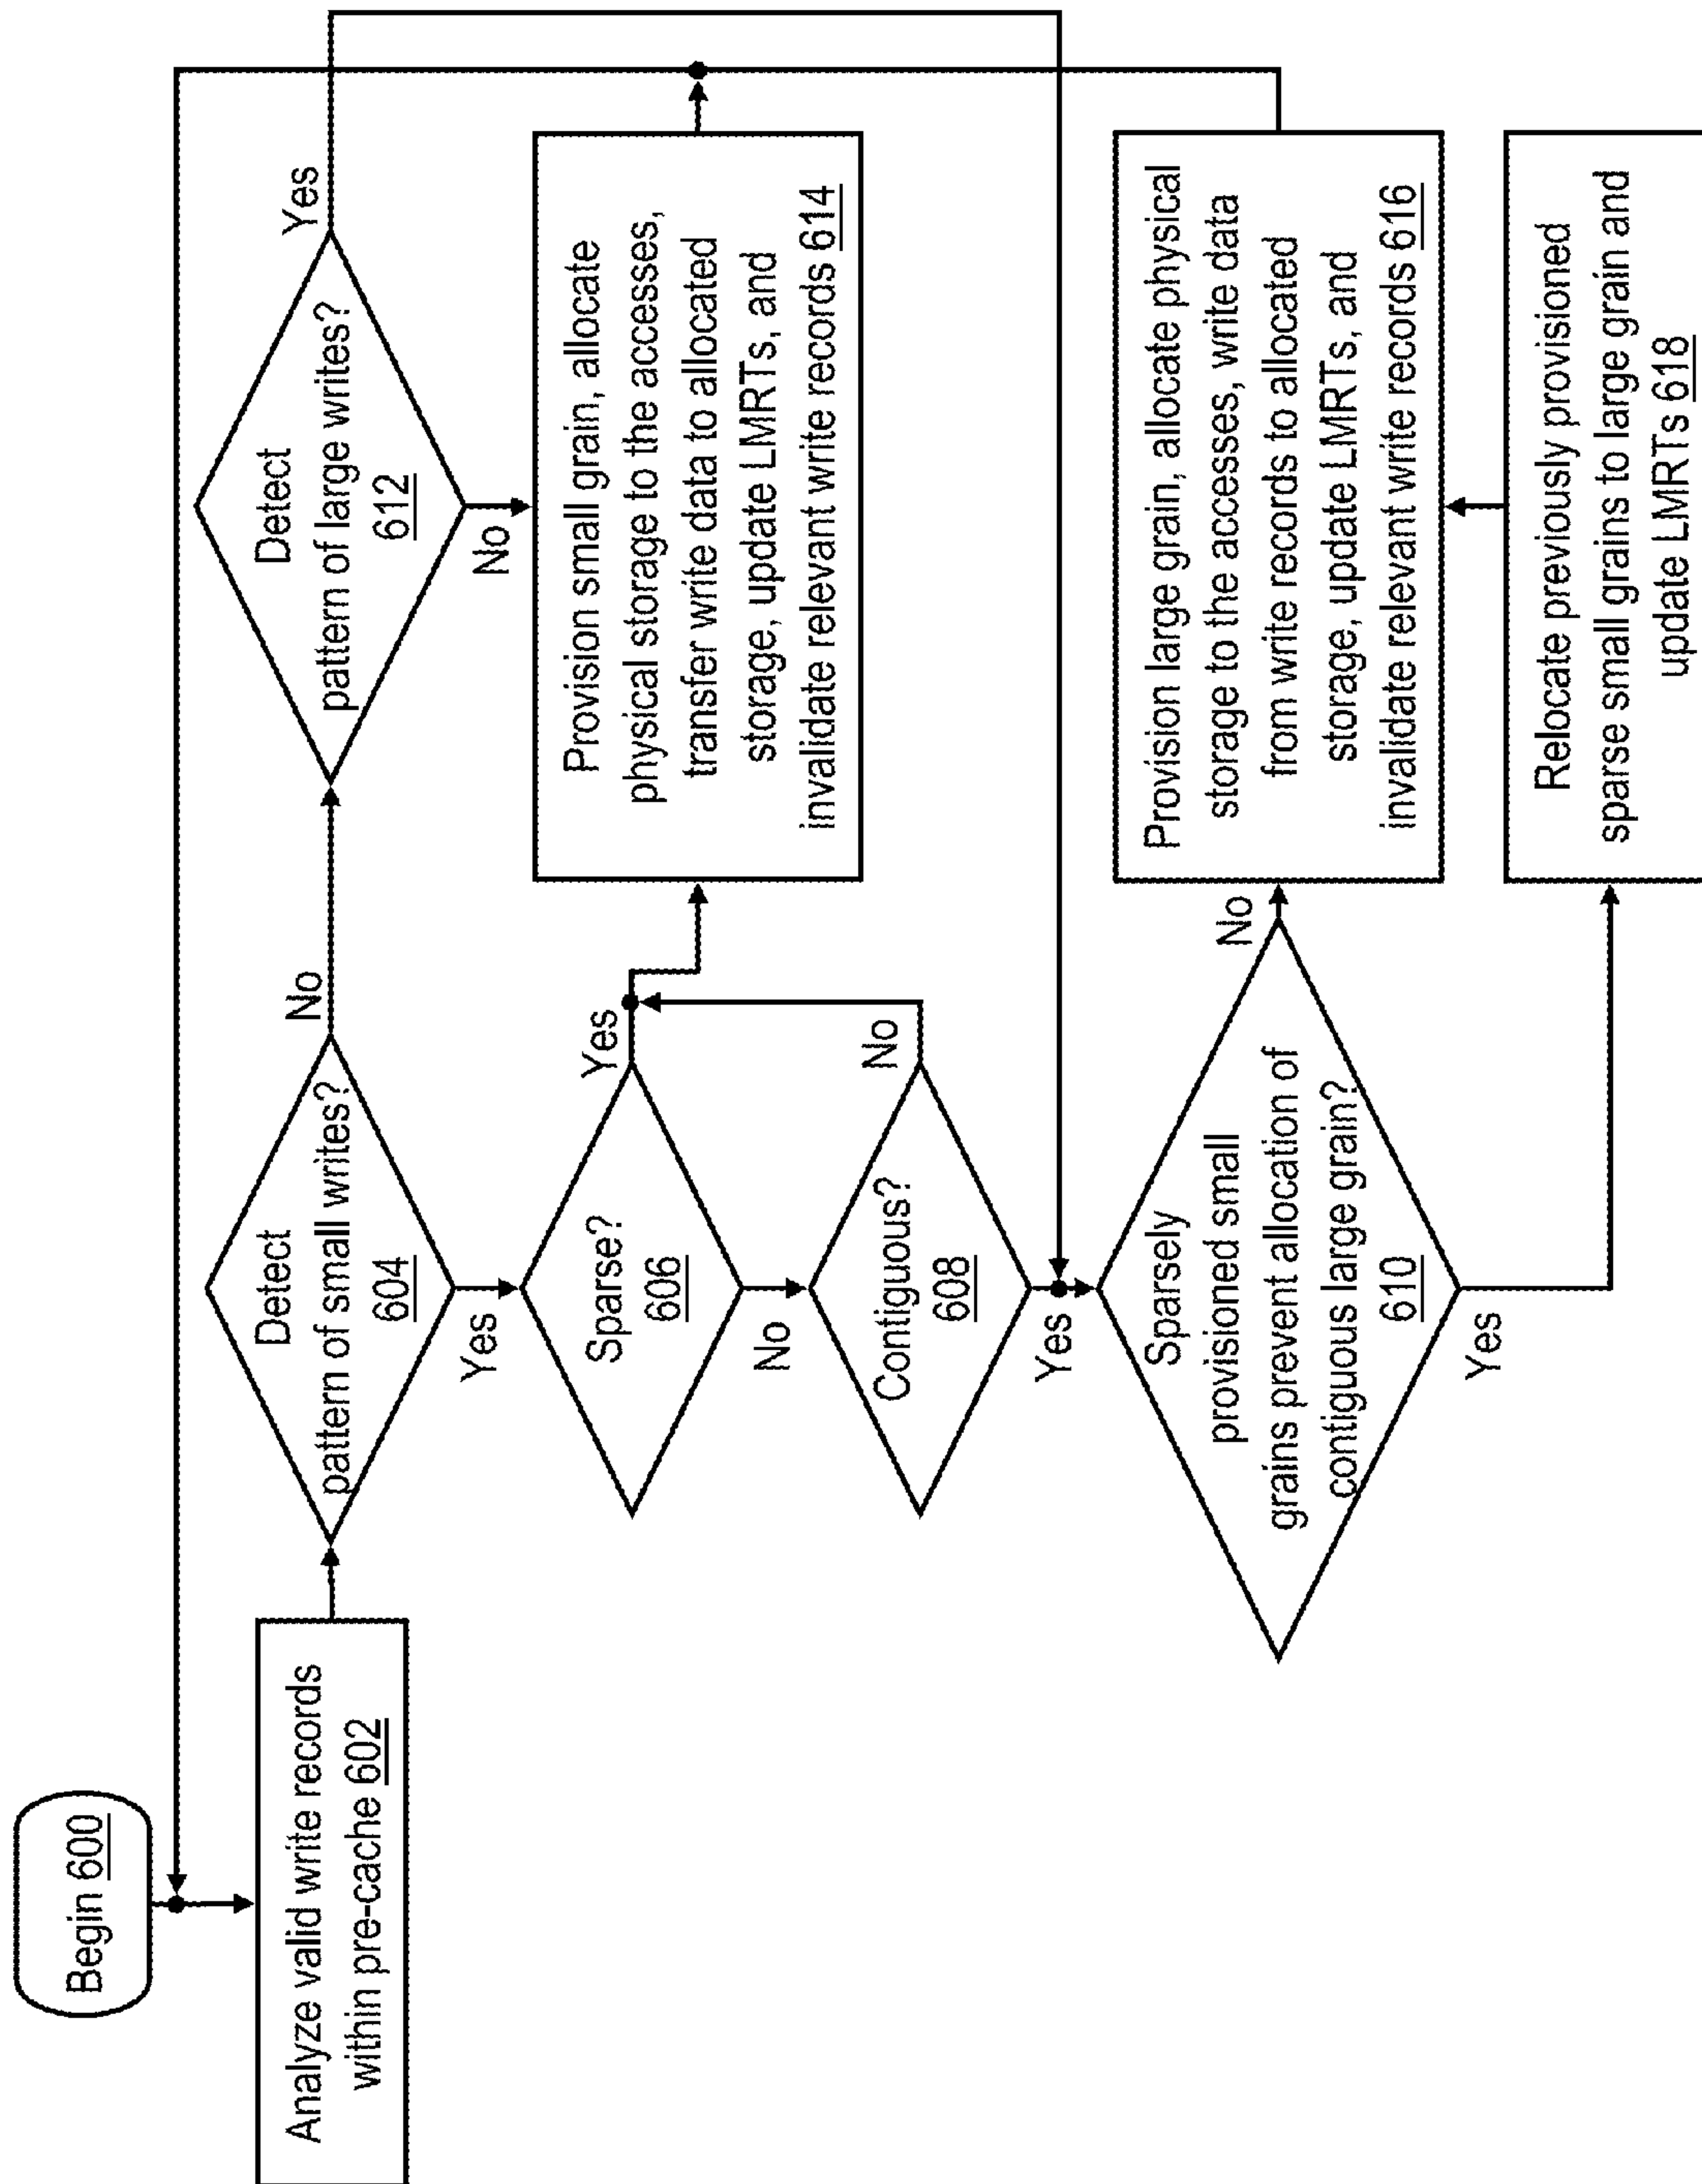 Begin 600
Analyze valid write records
within pre-cache 602
Detect
pattern of small writes?
604
No
Yes
Detect
pattern of large writes?
612
Yes
No
Sparse?
606
Yes
No
Contiguous?
608
No
Yes
Provision small grain, allocate
physical storage to the accesses,
transfer write data to allocated
storage, update LMRTs, and
invalidate relevant write records 614
Sparsely
provisioned small
grains prevent allocation of
contiguous large grain?
610
No
Yes
Provision large grain, allocate physical
storage to the accesses, write data
from write records to allocated
storage, update LMRTs, and
invalidate relevant write records 616
Relocate previously provisioned
sparse small grains to large grain and
update LMRTs 618